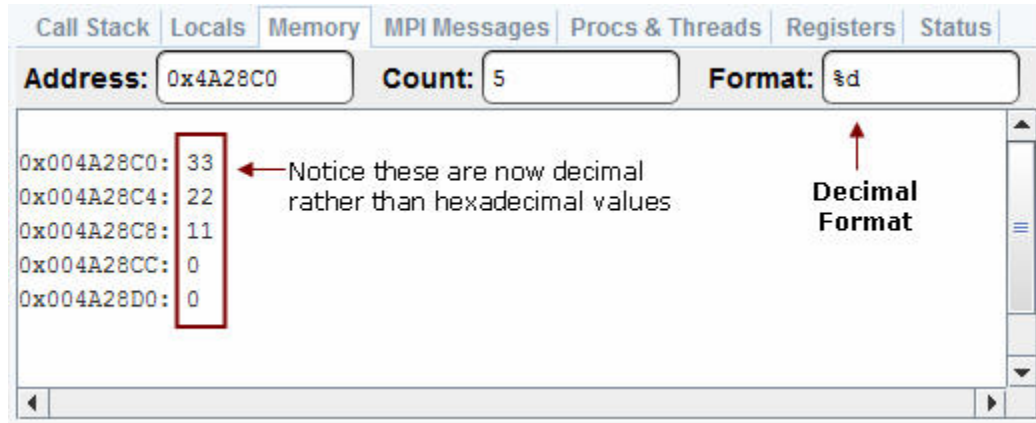 Call Stack Locals Memory MPI Messages Procs & Threads Registers Status
Address: 0x4A28C0 Count: 5 Format: %d
0x004A28C0: 33
0x004A28C4: 22
0x004A28C8: 11
0x004A28CC: 0
0x004A28D0: 0
Notice these are now decimal
rather than hexadecimal values
Decimal
Format